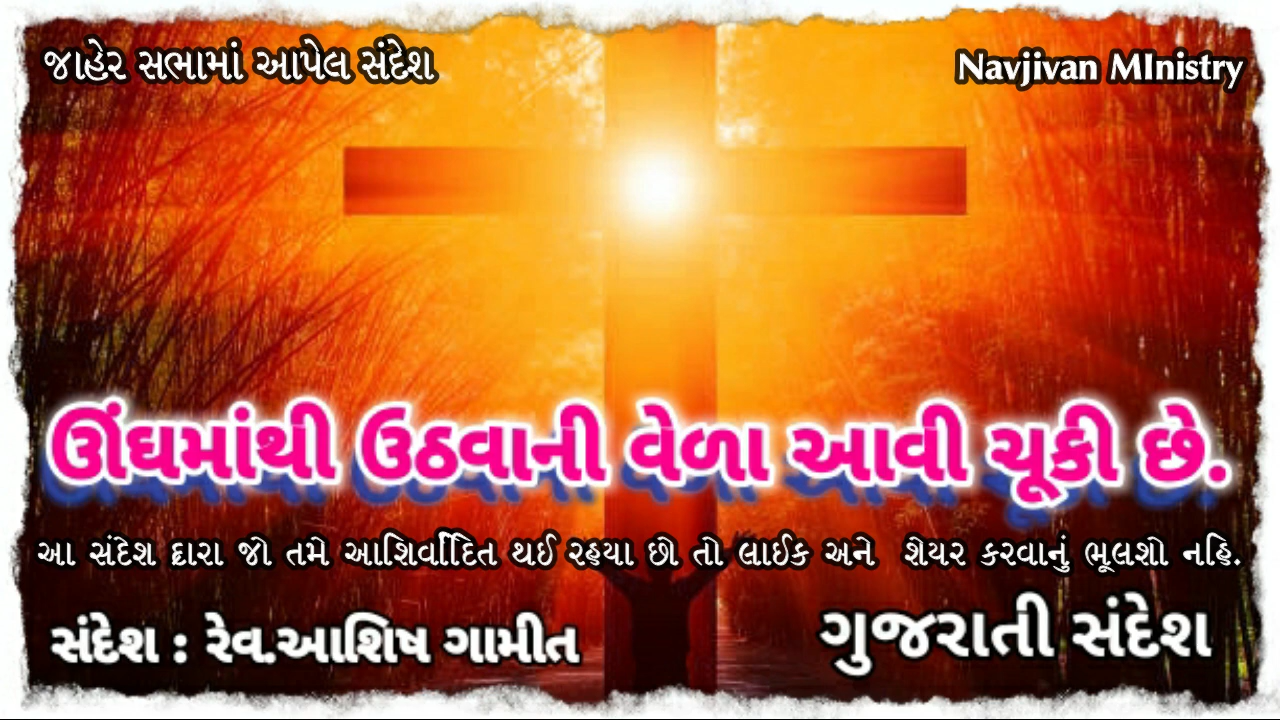 જાહેર સભામાં આપેલ સંદેશ
Navjivan MInistry
ઊંઘમાંથી ઉઠવાની વેળા આવી ચૂકી છે.
આ સંદેશ દ્વારા જો તમે આશિર્વાદિત થઈ રહ્યા છો તો લાઈક અને શેયર કરવાનું ભૂલશો નહિ.
સંદેશ : રેવ.આશિષ ગામીત
ગુજરાતી સંદેશ